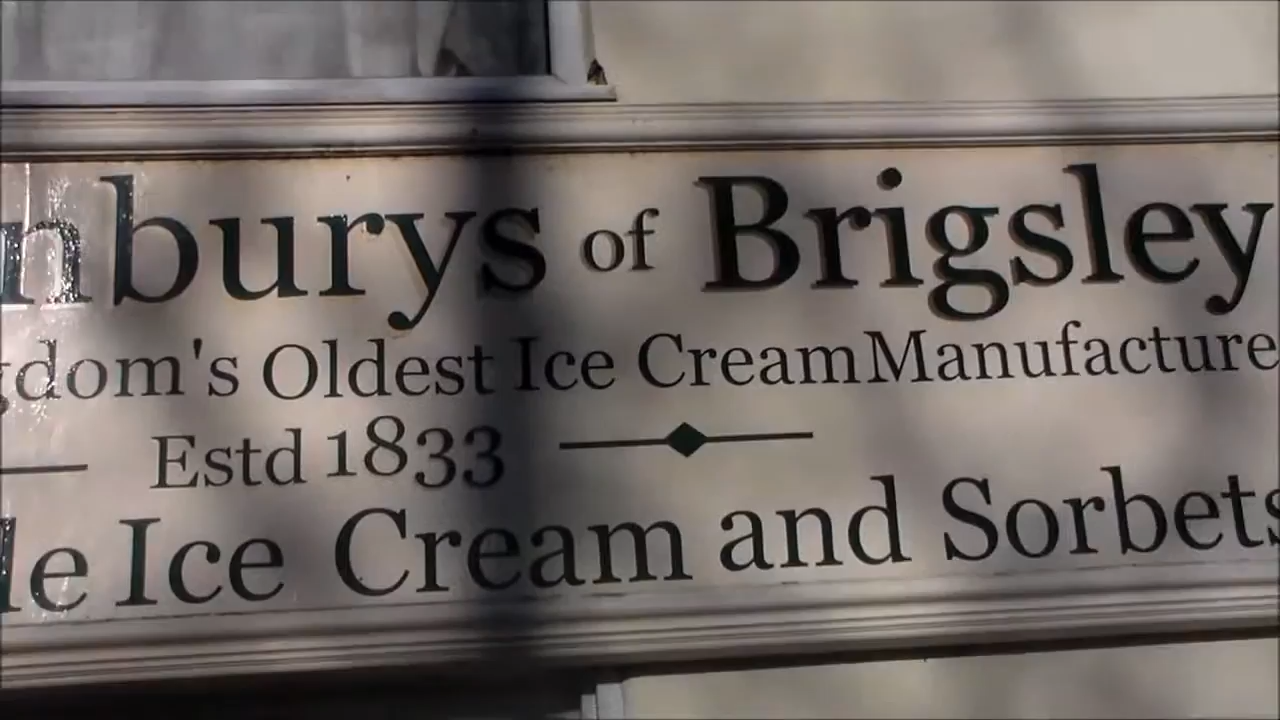 nburys of Brigsley
gdom's Oldest Ice Cream Manufacture
Estd 1833
le Ice Cream and Sorbets